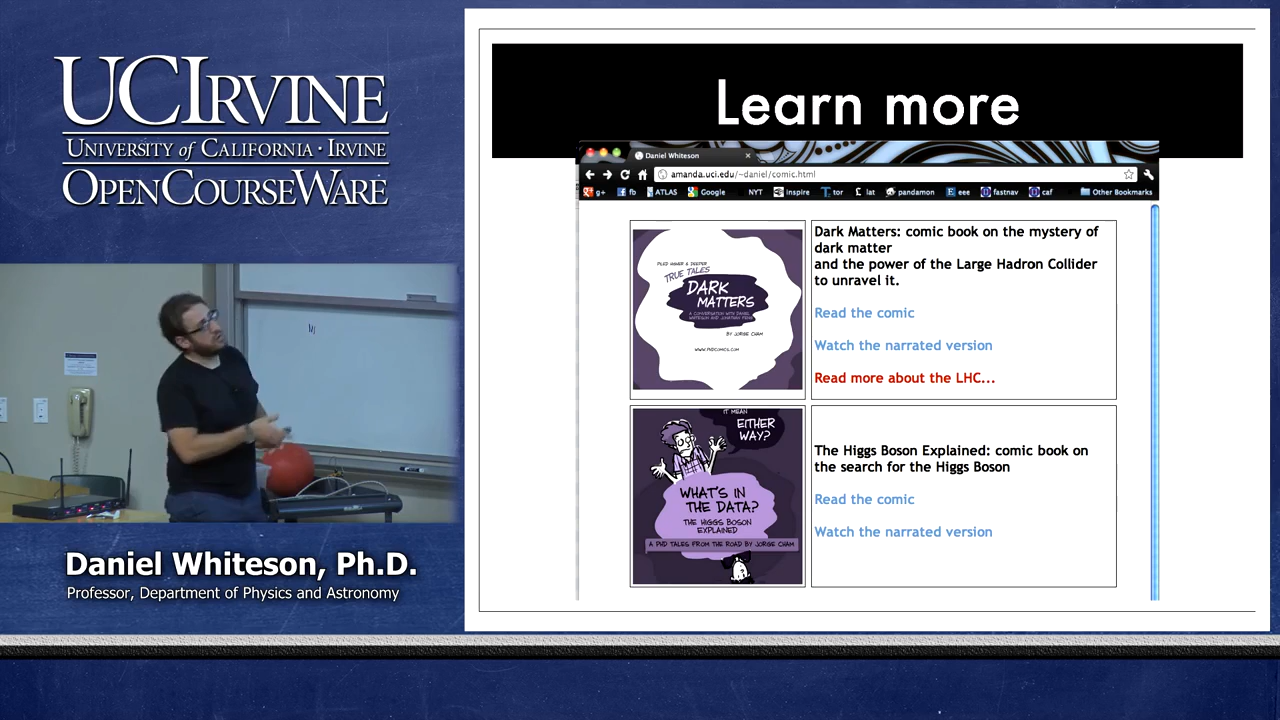 UCIRVINE
UNIVERSITY of CALIFORNIA · IRVINE
OPENCOURSEWARE
Daniel Whiteson, Ph.D.
Professor, Department of Physics and Astronomy
Learn more
Daniel Whiteson
amanda.uci.edu/~daniel/comic.html
g+ fb ATLAS Google NYT Inspire tor lat pandamon eee fastnav caf Other Bookmarks
PILED HIGHER & DEEPER
TRUE TALES
DARK
MATTERS
A CONVERSATION WITH DANIEL
WHITESON AND JONATHAN FENG
BY JORGE CHAM
WWW.PHDCOMICS.COM
Dark Matters: comic book on the mystery of
dark matter
and the power of the Large Hadron Collider
to unravel it.
Read the comic
Watch the narrated version
Read more about the LHC...
IT MEAN
EITHER
WAY?
WHAT'S IN
THE DATA?
THE HIGGS BOSON
EXPLAINED
A PHD TALES FROM THE ROAD BY JORGE CHAM
The Higgs Boson Explained: comic book on
the search for the Higgs Boson
Read the comic
Watch the narrated version